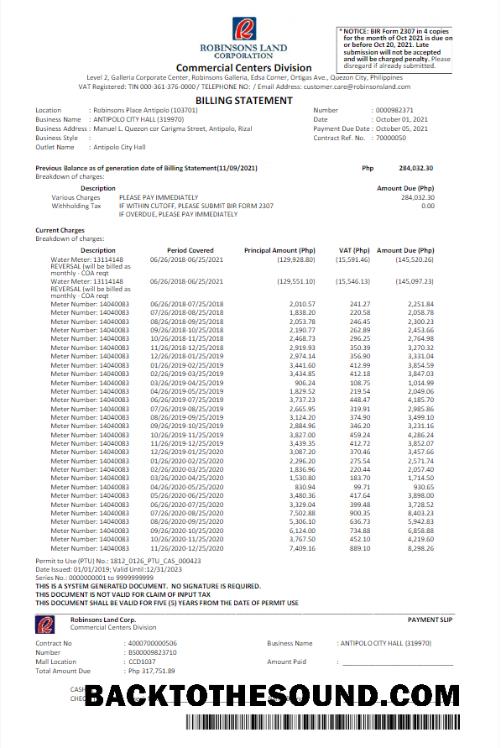 ROBINSONS LAND
CORPORATION
Commercial Centers Division
* NOTICE: BIR Form 2307 in 4 copies
for the month of Oct 2021 is due on
or before Oct 20, 2021. Late
submission will not be accepted
and will be charged penalty. Please
disregard if already submitted.
Level 2, Galleria Corporate Center, Robinsons Galleria, Edsa Corner, Ortigas Ave., Quezon City, Philippines
VAT Registered: TIN 000-361-376-0000 / TELEPHONE NO: / Email Address: customer.care@robinsonsland.com
BILLING STATEMENT
Location : Robinsons Place Antipolo (103701) Number : 0000982371
Business Name : ANTIPOLO CITY HALL (319970) Date : October 01, 2021
Business Address : Manuel L. Quezon cor Carigma Street, Antipolo, Rizal Payment Due Date : October 05, 2021
Business Style : Contract Ref. No. : 70000050
Outlet Name : Antipolo City Hall
Previous Balance as of generation date of Billing Statement(11/09/2021) Php 284,032.30
Breakdown of charges:
Description Amount Due (Php)
Various Charges PLEASE PAY IMMEDIATELY 284,032.30
Withholding Tax IF WITHIN CUTOFF, PLEASE SUBMIT BIR FORM 2307 0.00
IF OVERDUE, PLEASE PAY IMMEDIATELY
Current Charges
Breakdown of charges:
Description Period Covered Principal Amount (Php) VAT (Php) Amount Due (Php)
Water Meter: 13114148 06/26/2018-06/25/2021 (129,928.80) (15,591.46) (145,520.26)
REVERSAL (will be billed as
monthly - COA reqt
Water Meter: 13114148 06/26/2018-06/25/2021 (129,551.10) (15,546.13) (145,097.23)
REVERSAL (will be billed as
monthly - COA reqt
Meter Number: 14040083 06/26/2018-07/25/2018 2,010.57 241.27 2,251.84
Meter Number: 14040083 07/26/2018-08/25/2018 1,838.20 220.58 2,058.78
Meter Number: 14040083 08/26/2018-09/25/2018 2,053.78 246.45 2,300.23
Meter Number: 14040083 09/26/2018-10/25/2018 2,190.77 262.89 2,453.66
Meter Number: 14040083 10/26/2018-11/25/2018 2,468.73 296.25 2,764.98
Meter Number: 14040083 11/26/2018-12/25/2018 2,919.93 350.39 3,270.32
Meter Number: 14040083 12/26/2018-01/25/2019 2,974.14 356.90 3,331.04
Meter Number: 14040083 01/26/2019-02/25/2019 3,441.60 412.99 3,854.59
Meter Number: 14040083 02/26/2019-03/25/2019 3,434.85 412.18 3,847.03
Meter Number: 14040083 03/26/2019-04/25/2019 906.24 108.75 1,014.99
Meter Number: 14040083 04/26/2019-05/25/2019 1,829.52 219.54 2,049.06
Meter Number: 14040083 06/26/2019-07/25/2019 3,737.23 448.47 4,185.70
Meter Number: 14040083 07/26/2019-08/25/2019 2,665.95 319.91 2,985.86
Meter Number: 14040083 08/26/2019-09/25/2019 3,124.20 374.90 3,499.10
Meter Number: 14040083 09/26/2019-10/25/2019 2,884.96 346.20 3,231.16
Meter Number: 14040083 10/26/2019-11/25/2019 3,827.00 459.24 4,286.24
Meter Number: 14040083 11/26/2019-12/25/2019 3,439.35 412.72 3,852.07
Meter Number: 14040083 12/26/2019-01/25/2020 3,087.20 370.46 3,457.66
Meter Number: 14040083 01/26/2020-02/25/2020 2,296.20 275.54 2,571.74
Meter Number: 14040083 02/26/2020-03/25/2020 1,836.96 220.44 2,057.40
Meter Number: 14040083 03/26/2020-04/25/2020 1,530.80 183.70 1,714.50
Meter Number: 14040083 04/26/2020-05/25/2020 830.94 99.71 930.65
Meter Number: 14040083 05/26/2020-06/25/2020 3,480.36 417.64 3,898.00
Meter Number: 14040083 06/26/2020-07/25/2020 3,329.04 399.48 3,728.52
Meter Number: 14040083 07/26/2020-08/25/2020 7,502.88 900.35 8,403.23
Meter Number: 14040083 08/26/2020-09/25/2020 5,306.10 636.73 5,942.83
Meter Number: 14040083 09/26/2020-10/25/2020 6,124.00 734.88 6,858.88
Meter Number: 14040083 10/26/2020-11/25/2020 3,767.50 452.10 4,219.60
Meter Number: 14040083 11/26/2020-12/25/2020 7,409.16 889.10 8,298.26
Permit to Use (PTU) No.: 1812_0126_PTU_CAS_000423
Date Issued: 01/01/2019; Valid Until:12/31/2023
Series No.: 0000000001 to 9999999999
THIS IS A SYSTEM GENERATED DOCUMENT. NO SIGNATURE IS REQUIRED.
THIS DOCUMENT IS NOT VALID FOR CLAIM OF INPUT TAX
THIS DOCUMENT SHALL BE VALID FOR FIVE (5) YEARS FROM THE DATE OF PERMIT USE
Robinsons Land Corp. PAYMENT SLIP
Commercial Centers Division
Contract No : 4000700000506 Business Name : ANTIPOLO CITY HALL (319970)
Number : BS00009823710
Mall Location : CCD1037 Amount Paid :
Total Amount Due : Php 317,751.89
BACKTOTHESOUND.COM